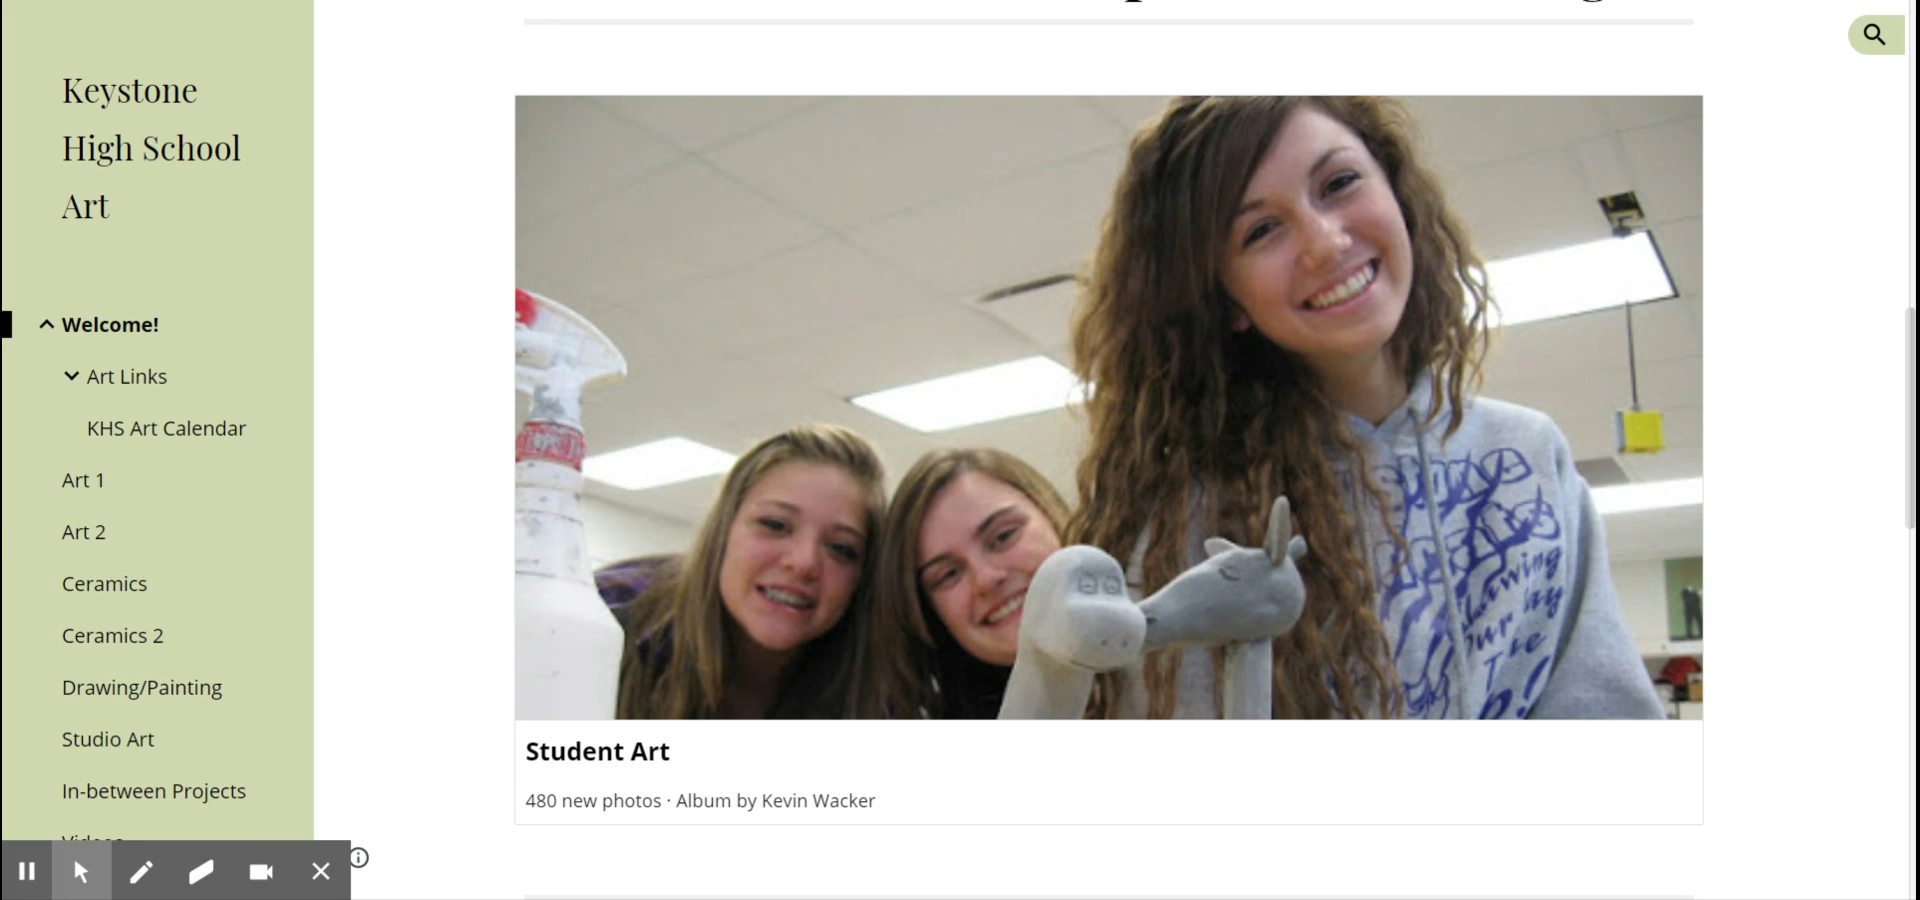 Keystone
High School
Art
Welcome!
Art Links
KHS Art Calendar
Art 1
Art 2
Ceramics
Ceramics 2
Drawing/Painting
Studio Art
In-between Projects
Videos
Student Art
480 new photos · Album by Kevin Wacker